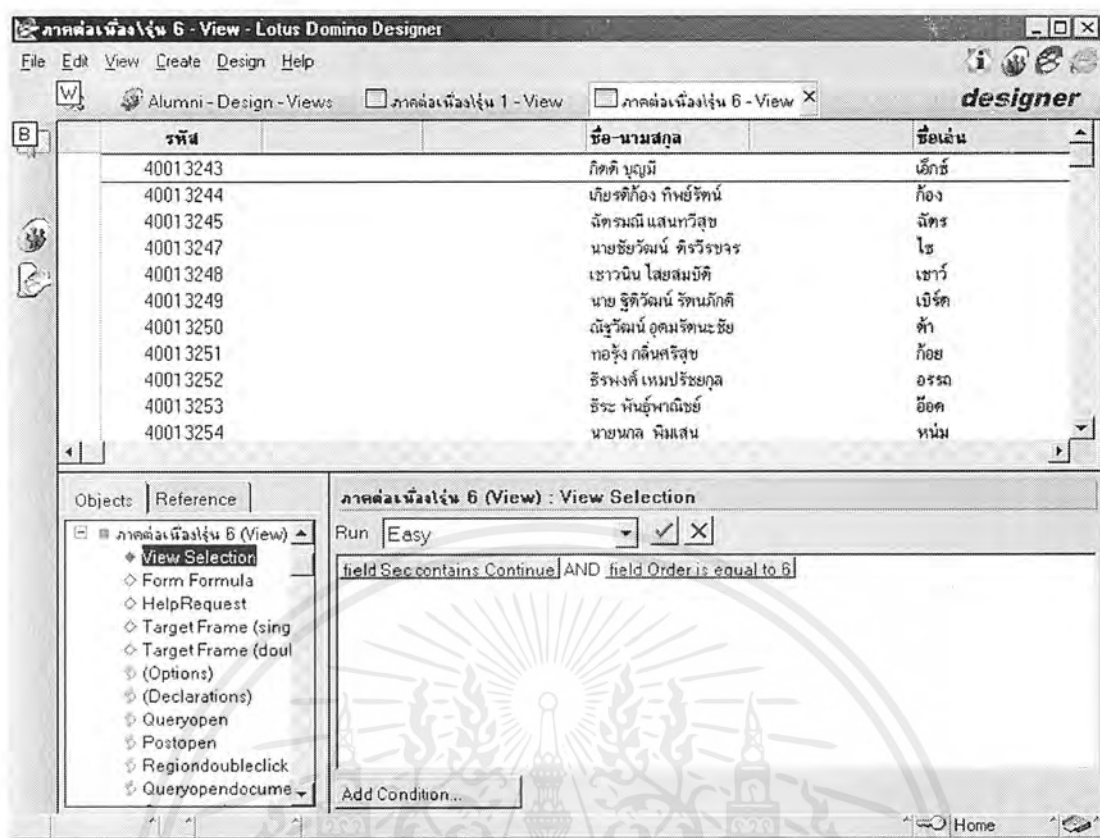 ภาคต่อเนื่อง\รุ่น 6 - View - Lotus Domino Designer
File Edit View Create Design Help
Alumni - Design - Views ภาคต่อเนื่อง\รุ่น 1 - View ภาคต่อเนื่อง\รุ่น 6 - View designer
รหัส ชื่อ-นามสกุล ชื่อเล่น
40013243 กิตติ บุญมี เอ็กซ์
40013244 เกียรติก้อง ทิพย์รัตน์ ก้อง
40013245 ฉัตรมณี แสนทวีสุข ฉัตร
40013247 นายชัยวัฒน์ ติรวีรขจร ไช
40013248 เชาวนิน ไสยสมบัติ เชาว์
40013249 นาย ฐิติวัฒน์ รัตนภักดี เบิร์ด
40013250 ณัฐวัฒน์ อุดมรัตนะชัย ต้า
40013251 ทอรุ้ง กลิ่นศรีสุข ก้อย
40013252 ธีรพงศ์ เหมปรัชยกุล อรรถ
40013253 ธีระ พันธุ์พาณิชย์ อ๊อด
40013254 นายนกล พิมเสน หน่ม
Objects Reference
ภาคต่อเนื่อง\รุ่น 6 (View)
View Selection
Form Formula
HelpRequest
Target Frame (sing
Target Frame (doul
(Options)
(Declarations)
Queryopen
Postopen
Regiondoubleclick
Queryopendocume
ภาคต่อเนื่อง\รุ่น 6 (View) : View Selection
Run Easy
field Sec contains Continue AND field Order is equal to 6
Add Condition...
Home